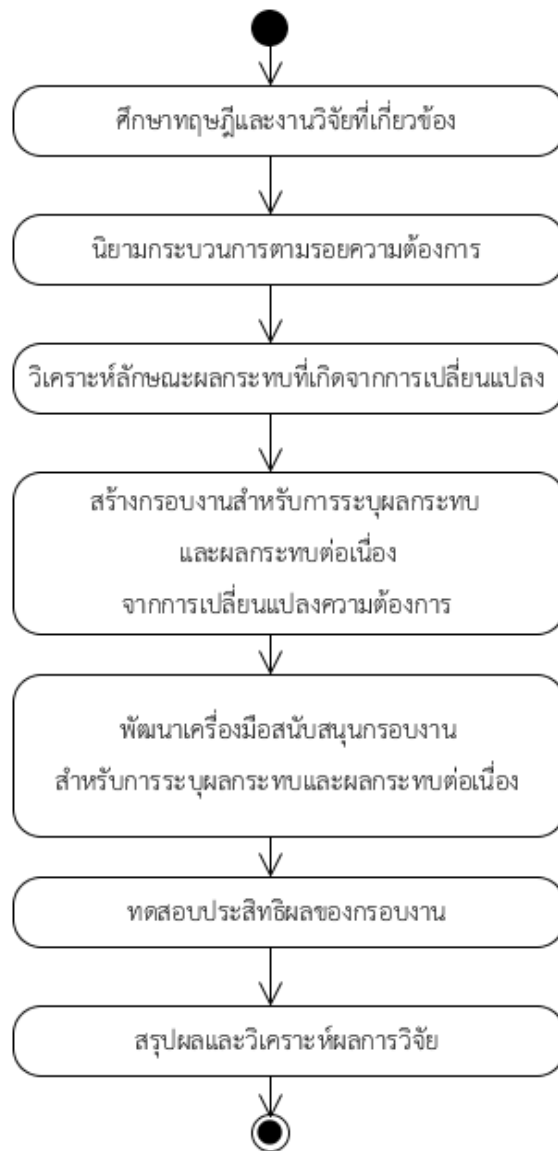 ศึกษาทฤษฎีและงานวิจัยที่เกี่ยวข้อง
นิยามกระบวนการตามรอยความต้องการ
วิเคราะห์ลักษณะผลกระทบที่เกิดจากการเปลี่ยนแปลง
สร้างกรอบงานสำหรับการระบุผลกระทบ
และผลกระทบต่อเนื่อง
จากการเปลี่ยนแปลงความต้องการ
พัฒนาเครื่องมือสนับสนุนกรอบงาน
สำหรับการระบุผลกระทบและผลกระทบต่อเนื่อง
ทดสอบประสิทธิผลของกรอบงาน
สรุปผลและวิเคราะห์ผลการวิจัย